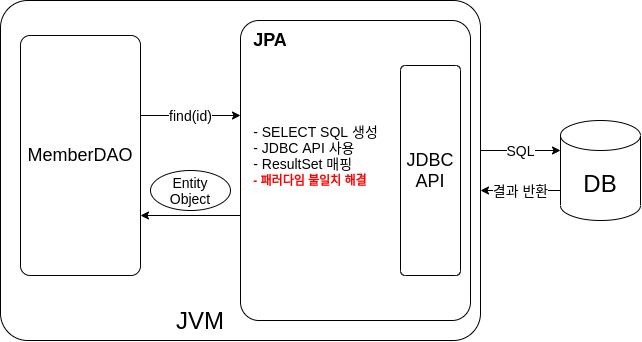 JPA
MemberDAO
find(id)
- SELECT SQL 생성
- JDBC API 사용
- ResultSet 매핑
- 패러다임 불일치 해결
JDBC
API
Entity
Object
SQL
결과 반환
DB
JVM